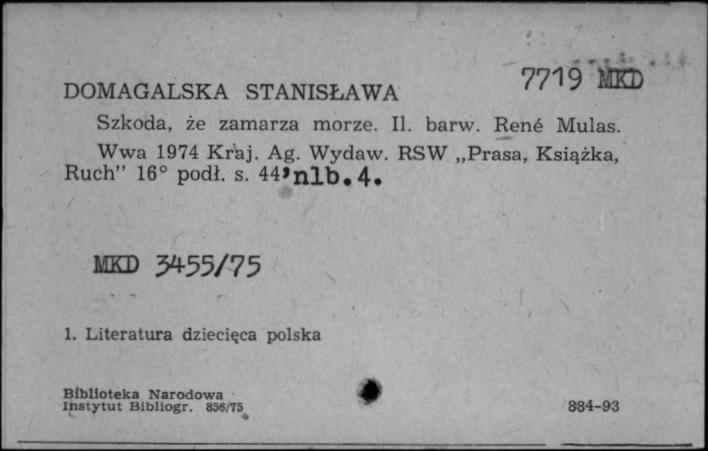 7719 MKD
DOMAGALSKA STANISŁAWA
Szkoda, że zamarza morze. Il. barw. René Mulas.
Wwa 1974 Kraj. Ag. Wydaw. RSW „Prasa, Książka,
Ruch” 16° podł. s. 44, nlb. 4.
MKD 3455/75
1. Literatura dziecięca polska
Biblioteka Narodowa
Instytut Bibliogr. 856/75
884-93